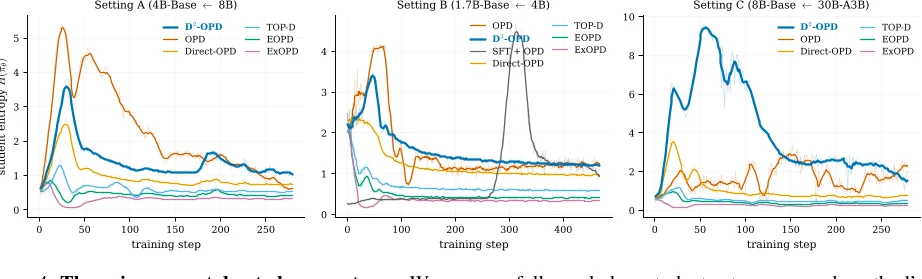 Setting A (4B-Base ← 8B)
student entropy H(πθ)
5
4
3
2
1
0
0 50 100 150 200 250
training step
D²-OPD
OPD
Direct-OPD
TOP-D
EOPD
ExOPD
Setting B (1.7B-Base ← 4B)
4
3
2
1
0
0 100 200 300 400
training step
OPD
D²-OPD
SFT + OPD
Direct-OPD
TOP-D
EOPD
ExOPD
Setting C (8B-Base ← 30B-A3B)
10
8
6
4
2
0
0 50 100 150 200 250
training step
D²-OPD
OPD
Direct-OPD
TOP-D
EOPD
ExOPD